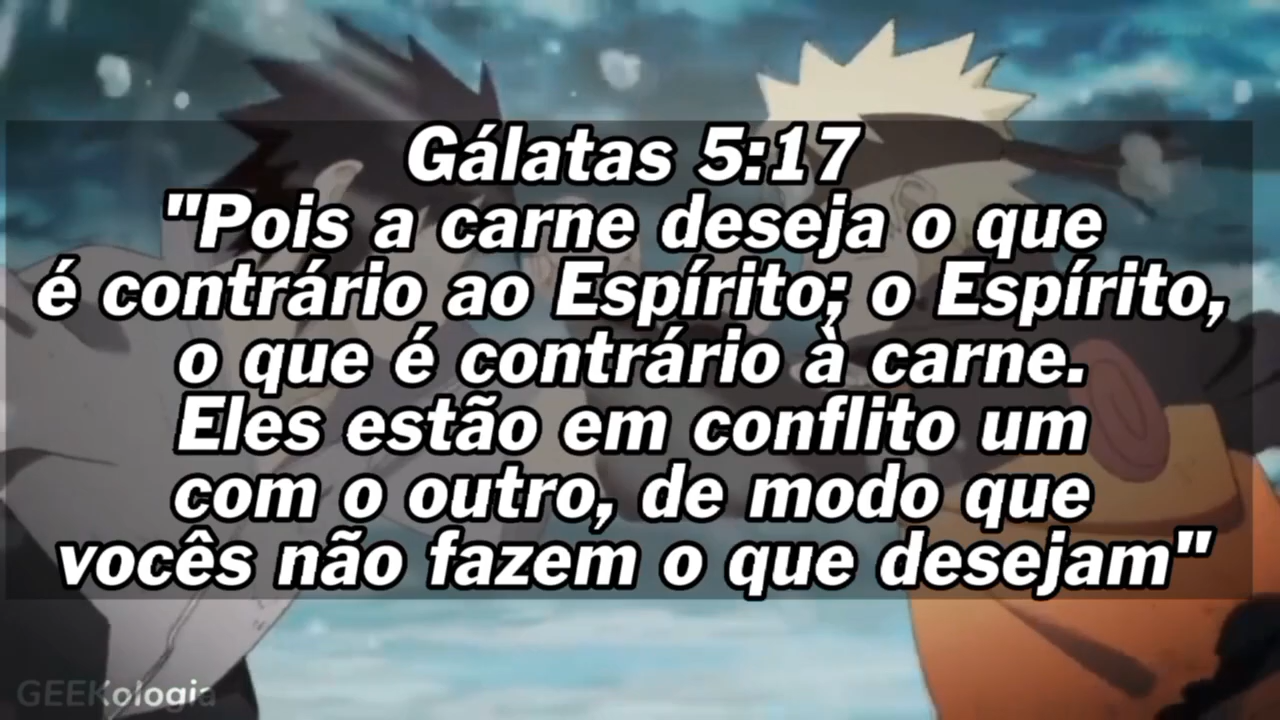 Gálatas 5:17
"Pois a carne deseja o que
é contrário ao Espírito; o Espírito,
o que é contrário à carne.
Eles estão em conflito um
com o outro, de modo que
vocês não fazem o que desejam"
GEEKologia